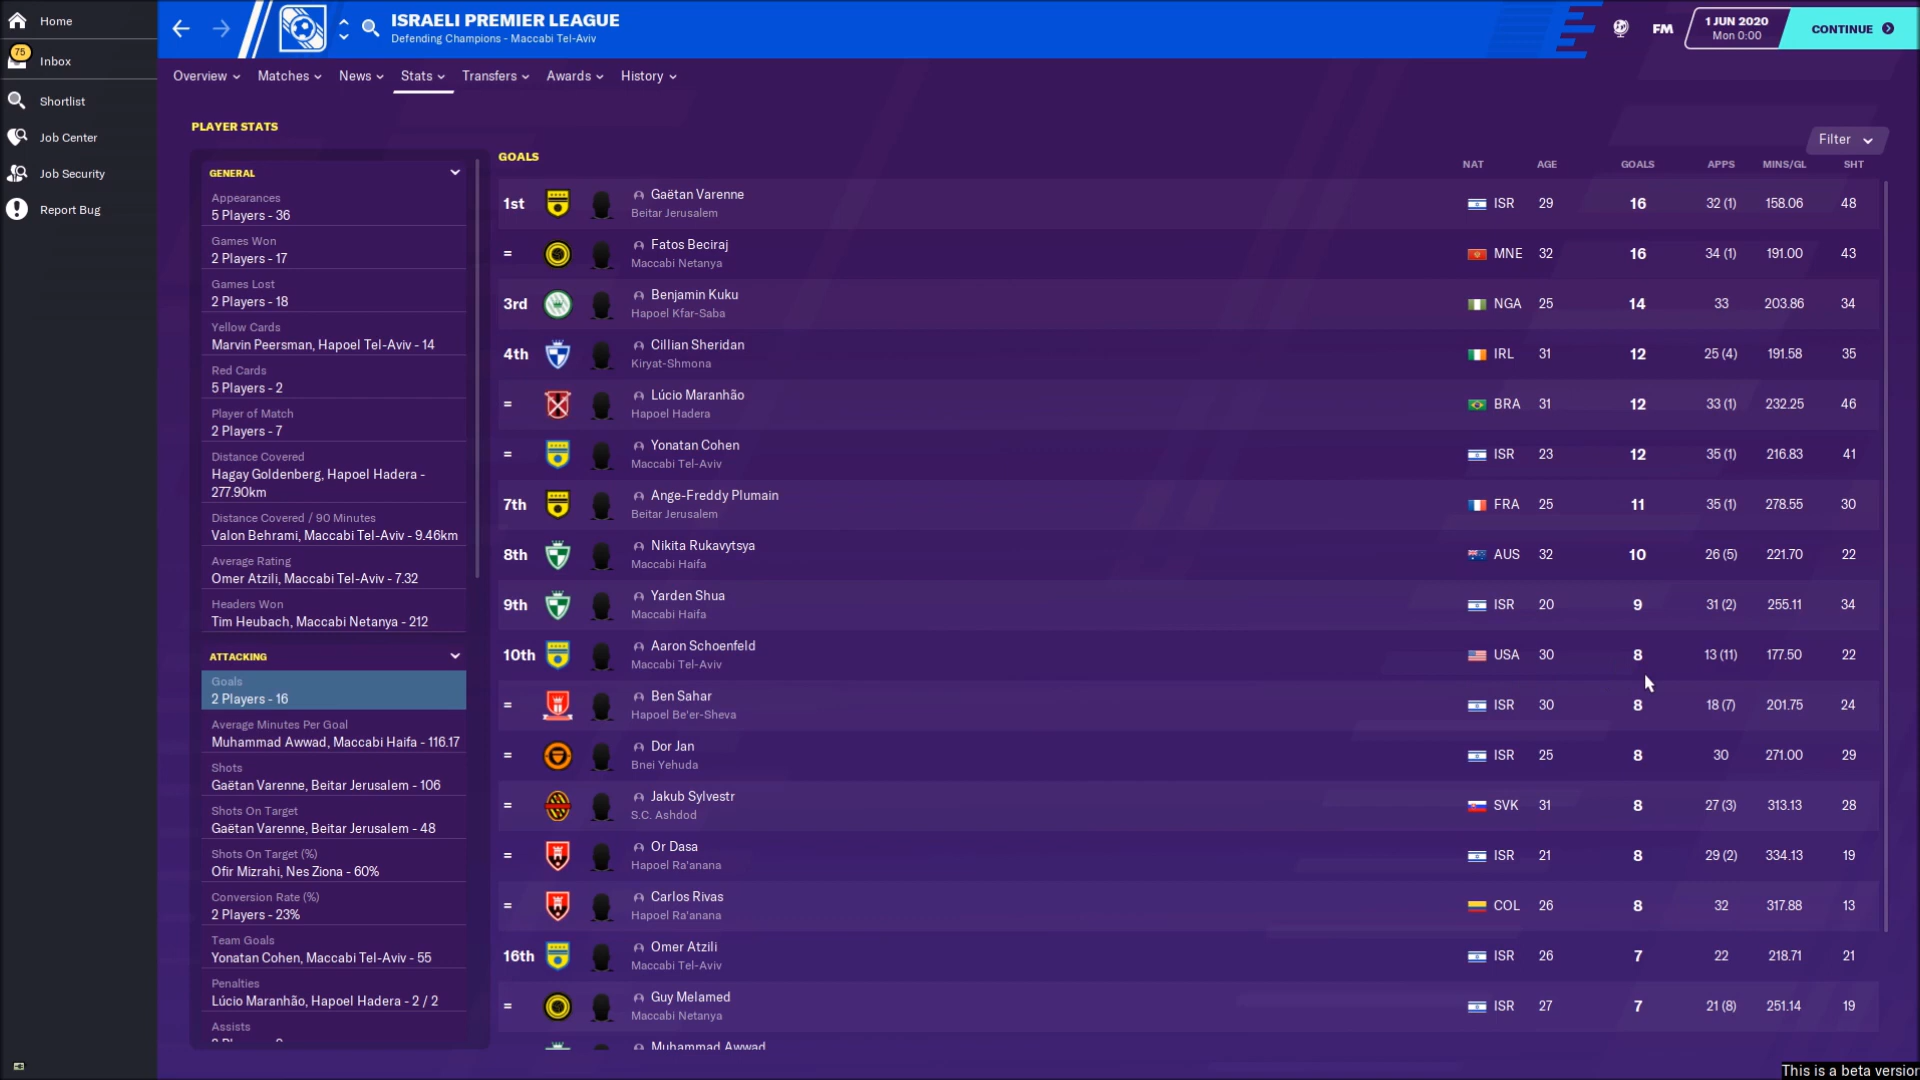 Home
75
Inbox
Shortlist
Job Center
Job Security
Report Bug
ISRAELI PREMIER LEAGUE
Defending Champions - Maccabi Tel-Aviv
FM
1 JUN 2020
Mon 0:00
CONTINUE
Overview Matches News Stats Transfers Awards History
PLAYER STATS
Filter
GENERAL
Appearances
5 Players - 36
Games Won
2 Players - 17
Games Lost
2 Players - 18
Yellow Cards
Marvin Peersman, Hapoel Tel-Aviv - 14
Red Cards
5 Players - 2
Player of Match
2 Players - 7
Distance Covered
Hagay Goldenberg, Hapoel Hadera -
277.90km
Distance Covered / 90 Minutes
Valon Behrami, Maccabi Tel-Aviv - 9.46km
Average Rating
Omer Atzili, Maccabi Tel-Aviv - 7.32
Headers Won
Tim Heubach, Maccabi Netanya - 212
ATTACKING
Goals
2 Players - 16
Average Minutes Per Goal
Muhammad Awwad, Maccabi Haifa - 116.17
Shots
Gaëtan Varenne, Beitar Jerusalem - 106
Shots On Target
Gaëtan Varenne, Beitar Jerusalem - 48
Shots On Target (%)
Ofir Mizrahi, Nes Ziona - 60%
Conversion Rate (%)
2 Players - 23%
Team Goals
Yonatan Cohen, Maccabi Tel-Aviv - 55
Penalties
Lúcio Maranhão, Hapoel Hadera - 2 / 2
Assists
GOALS
NAT AGE GOALS APPS MINS/GL SHT
1st Gaëtan Varenne ISR 29 16 32 (1) 158.06 48
Beitar Jerusalem
= Fatos Beciraj MNE 32 16 34 (1) 191.00 43
Maccabi Netanya
3rd Benjamin Kuku NGA 25 14 33 203.86 34
Hapoel Kfar-Saba
4th Cillian Sheridan IRL 31 12 25 (4) 191.58 35
Kiryat-Shmona
= Lúcio Maranhão BRA 31 12 33 (1) 232.25 46
Hapoel Hadera
= Yonatan Cohen ISR 23 12 35 (1) 216.83 41
Maccabi Tel-Aviv
7th Ange-Freddy Plumain FRA 25 11 35 (1) 278.55 30
Beitar Jerusalem
8th Nikita Rukavytsya AUS 32 10 26 (5) 221.70 22
Maccabi Haifa
9th Yarden Shua ISR 20 9 31 (2) 255.11 34
Maccabi Haifa
10th Aaron Schoenfeld USA 30 8 13 (11) 177.50 22
Maccabi Tel-Aviv
= Ben Sahar ISR 30 8 18 (7) 201.75 24
Hapoel Be'er-Sheva
= Dor Jan ISR 25 8 30 271.00 29
Bnei Yehuda
= Jakub Sylvestr SVK 31 8 27 (3) 313.13 28
S.C. Ashdod
= Or Dasa ISR 21 8 29 (2) 334.13 19
Hapoel Ra'anana
= Carlos Rivas COL 26 8 32 317.88 13
Hapoel Ra'anana
16th Omer Atzili ISR 26 7 22 218.71 21
Maccabi Tel-Aviv
= Guy Melamed ISR 27 7 21 (8) 251.14 19
Maccabi Netanya
Muhammad Awwad
This is a beta version